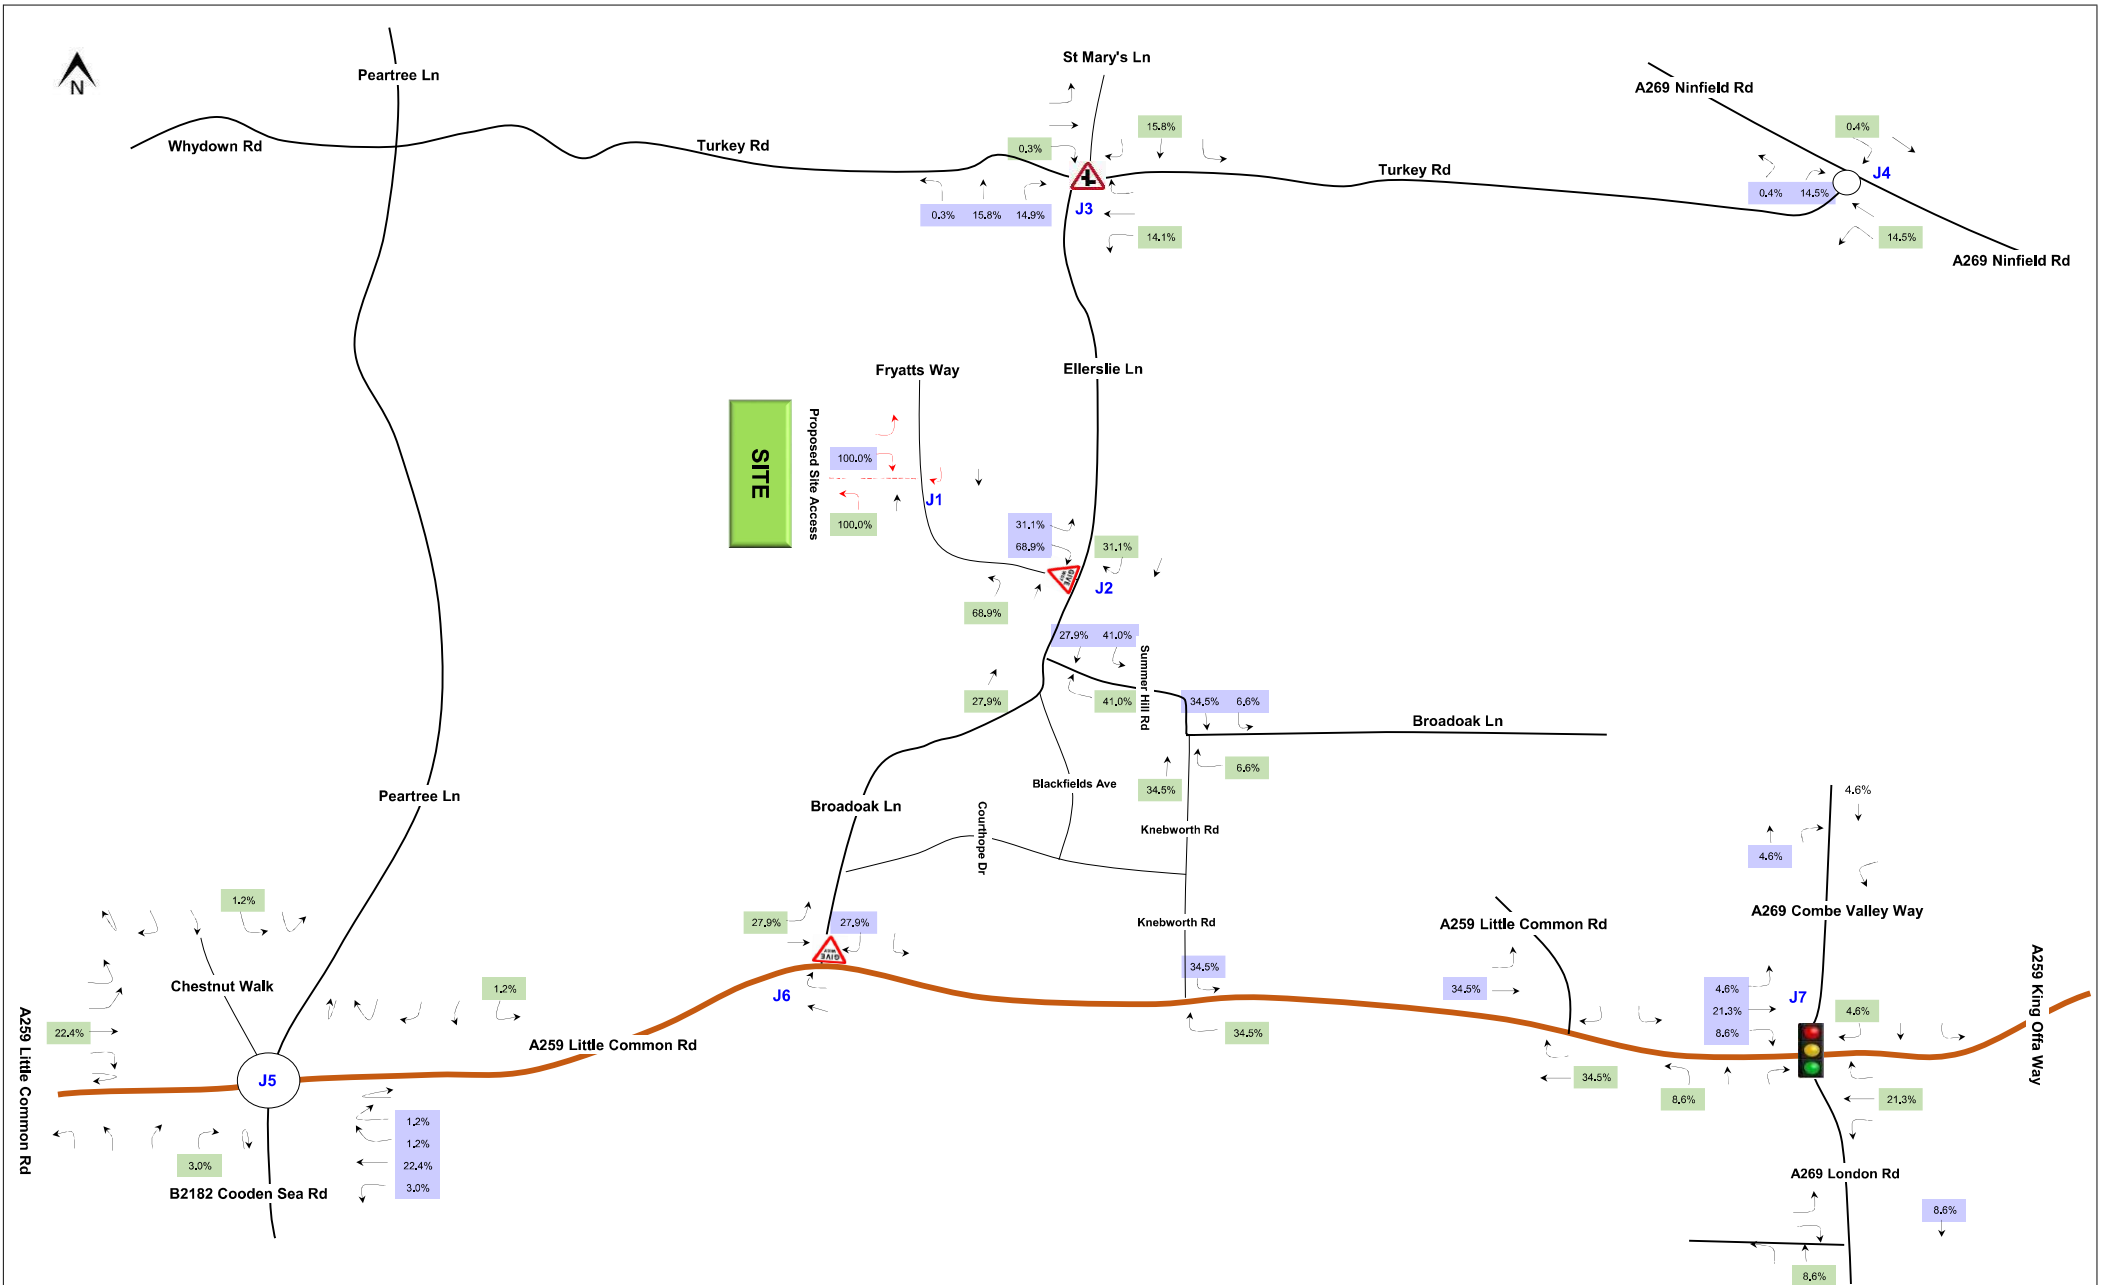 St Mary's Ln
Peartree Ln
A269 Ninfield Rd
N
15.8%
0.4%
Whydown Rd
Turkey Rd
0.3%
Turkey Rd
J4
0.4% 14.5%
J3
0.3% 15.8% 14.9%
14.1%
14.5%
A269 Ninfield Rd
Fryatts Way
Ellerslie Ln
SITE
Proposed Site Access
100.0%
J1
100.0%
31.1%
68.9%
31.1%
GIVE WAY
J2
68.9%
27.9% 41.0%
Summer Hill Rd
27.9%
41.0%
34.5% 6.6%
Broadoak Ln
6.6%
Blackfields Ave
34.5%
Peartree Ln
4.6%
Broadoak Ln
Courthope Dr
Knebworth Rd
4.6%
1.2%
27.9%
27.9%
Knebworth Rd
A259 Little Common Rd
A269 Combe Valley Way
GIVE WAY
34.5%
Chestnut Walk
1.2%
J6
34.5%
4.6%
21.3%
8.6%
J7
4.6%
A259 King Offa Way
A259 Little Common Rd
22.4%
34.5%
A259 Little Common Rd
J5
34.5%
8.6%
21.3%
1.2%
1.2%
22.4%
3.0%
3.0%
B2182 Cooden Sea Rd
A269 London Rd
8.6%
8.6%